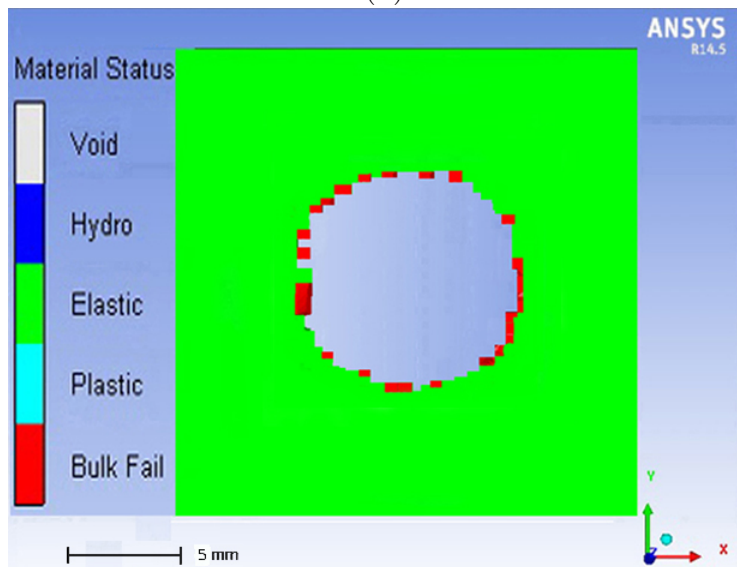 ANSYS
R14.5
Material Status
Void
Hydro
Elastic
Plastic
Bulk Fail
5 mm
Y
Z
X